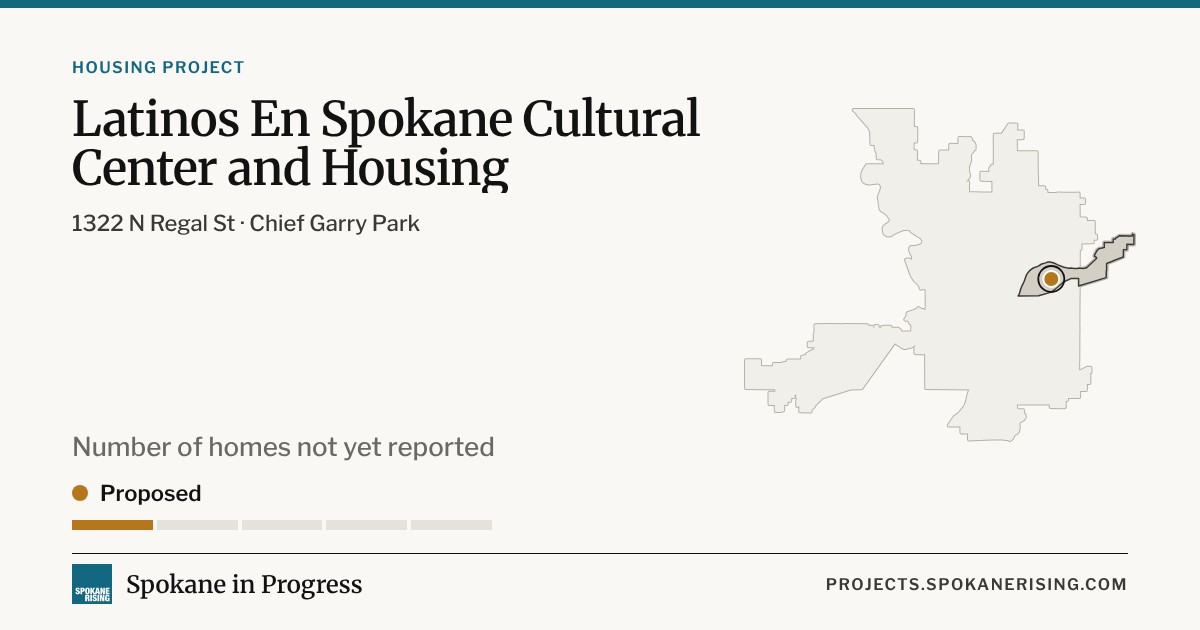 HOUSING PROJECT
Latinos En Spokane Cultural
Center and Housing
1322 N Regal St · Chief Garry Park
Number of homes not yet reported
Proposed
SPOKANE
RISING
Spokane in Progress
PROJECTS.SPOKANERISING.COM